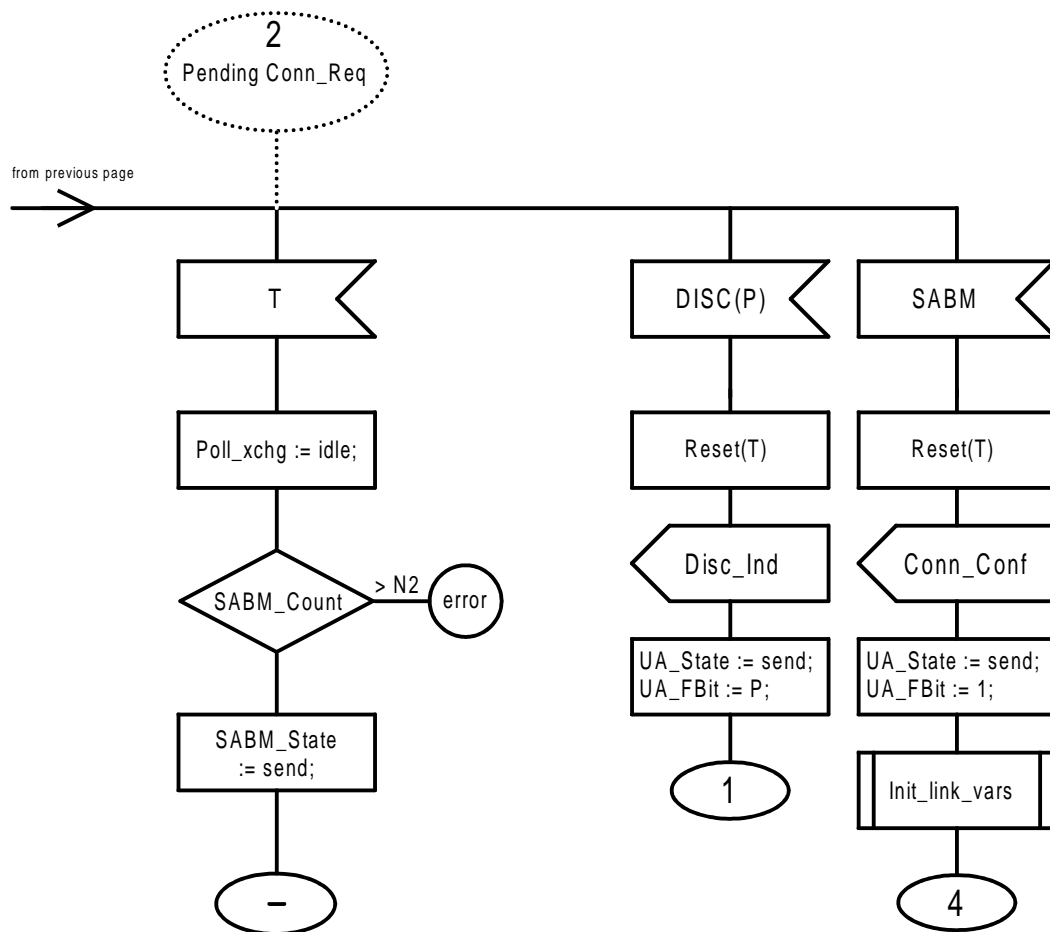 2
Pending Conn_Req
from previous page
T
DISC(P)
SABM
Poll_xchg := idle;
Reset(T)
Reset(T)
SABM_Count
> N2
error
Disc_Ind
Conn_Conf
UA_State := send;
UA_FBit := P;
UA_State := send;
UA_FBit := 1;
SABM_State
:= send;
1
Init_link_vars
–
4